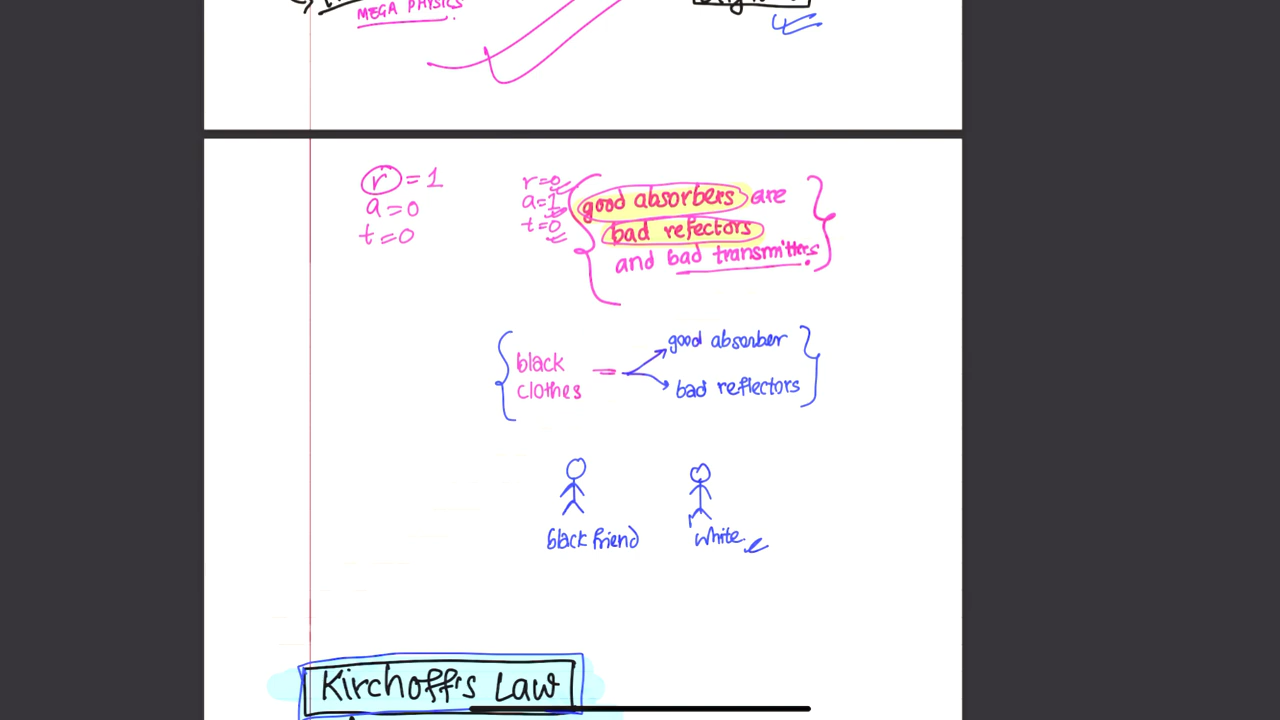 MEGA PHYSICS
r = 1
a = 0
t = 0
r=0
a=1
t=0
good absorbers are
bad refectors
and bad transmitters.
black
clothes
good absorber
bad reflectors
black friend
white
Kirchoff's Law